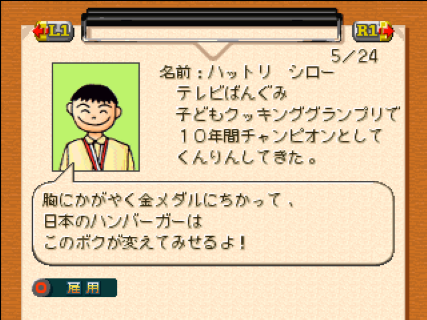 L1
R1
5/24
名前:ハットリ シロー
テレビばんぐみ
子どもクッキンググランプリで
10年間チャンピオンとして
くんりんしてきた。
胸にかがやく金メダルにちかって、
日本のハンバーガーは
このボクが変えてみせるよ!
雇用